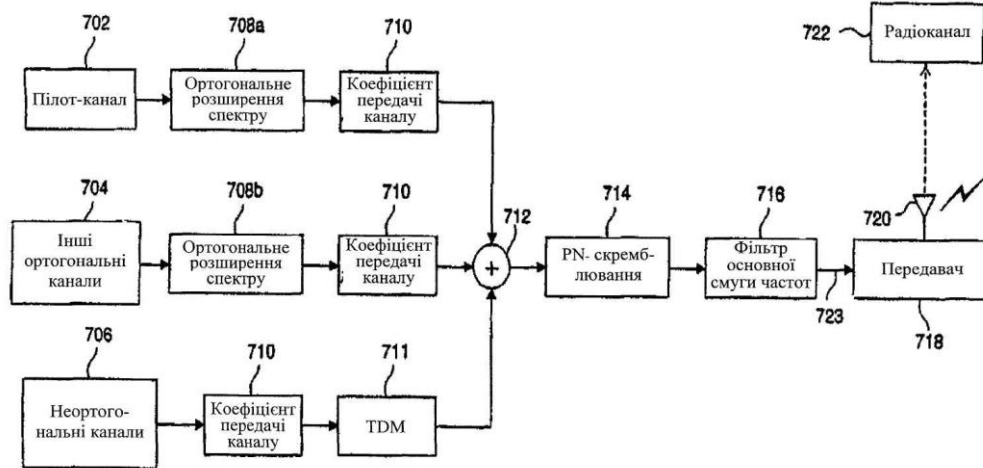 702
Пілот-канал
708a
Ортогональне
розширення
спектру
710
Коефіцієнт
передачі
каналу
722
Радіоканал
704
Інші
ортогональні
канали
708b
Ортогональне
розширення
спектру
710
Коефіцієнт
передачі
каналу
712
+
714
PN- скремб-
лювання
716
Фільтр
основної
смуги частот
723
720
Передавач
718
706
Неортого-
нальні канали
710
Коефіцієнт
передачі
каналу
711
TDM